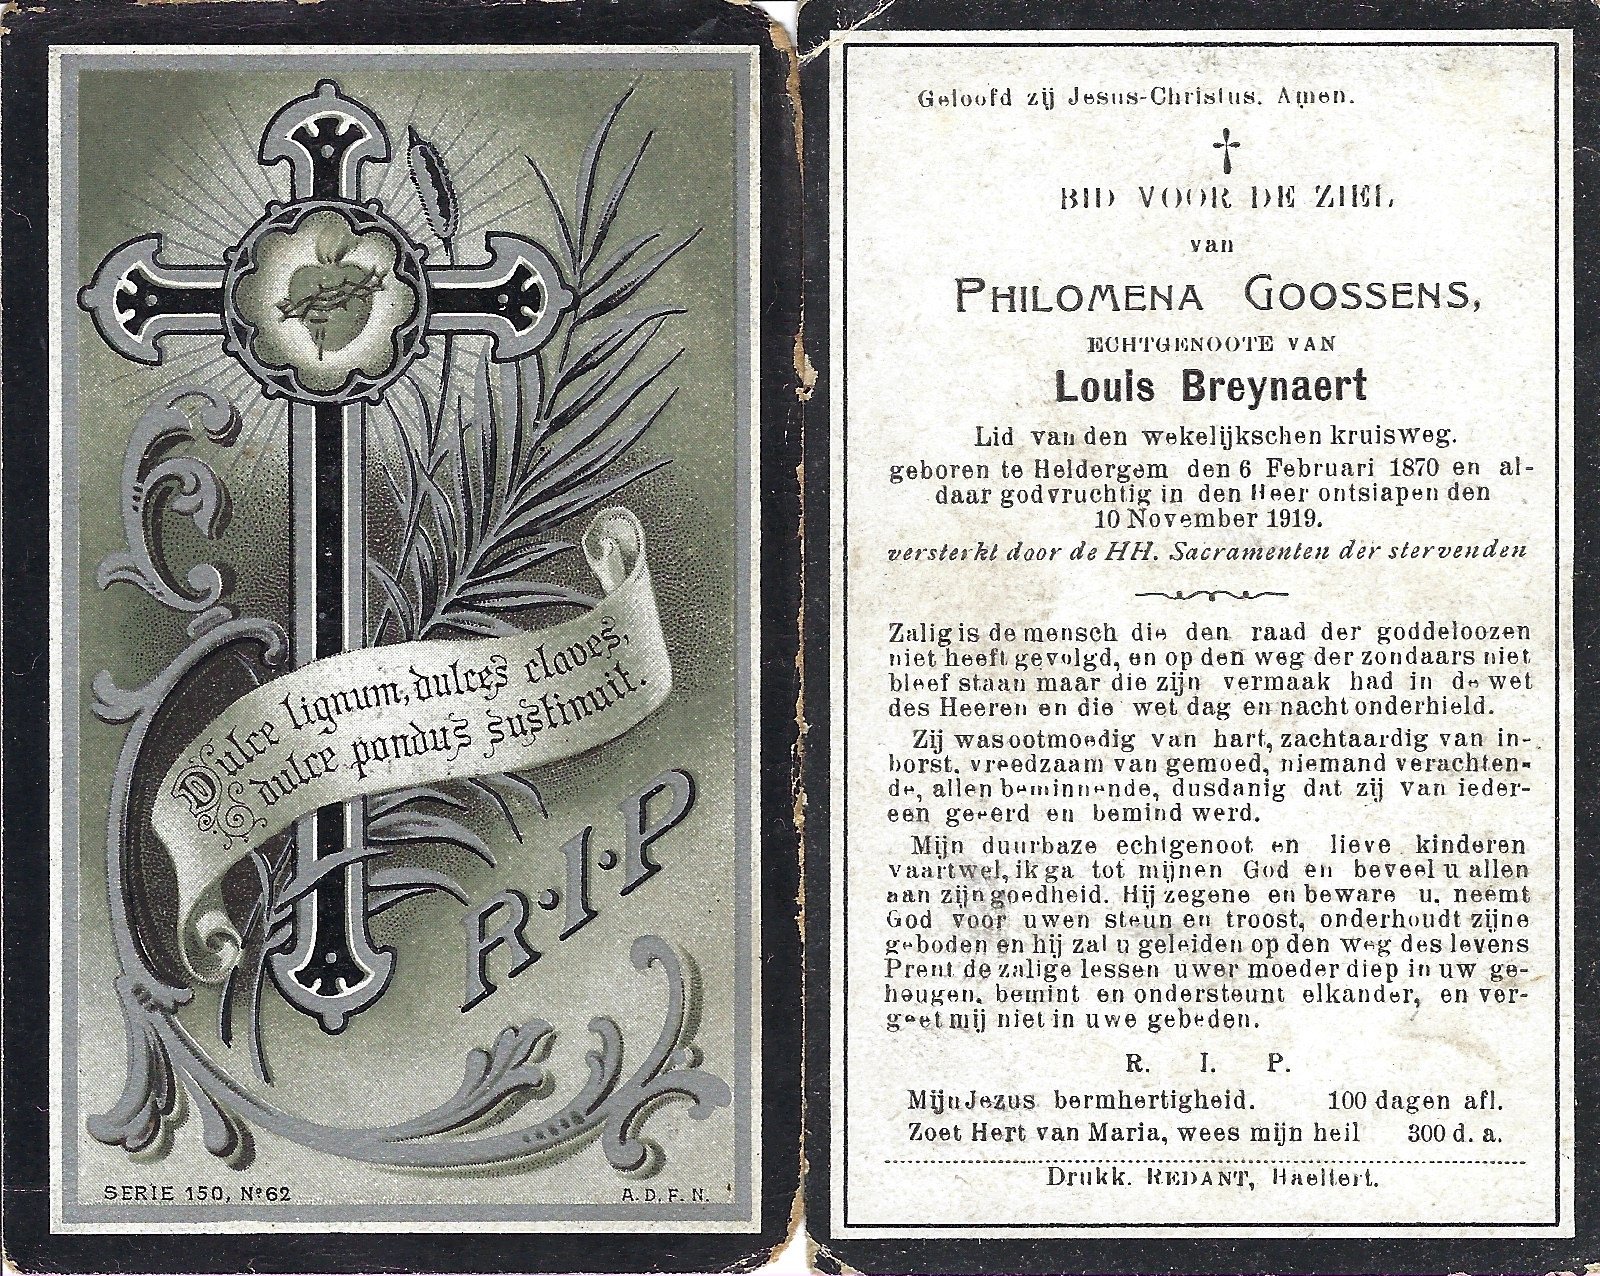 Dulce lignum, dulces claves,
dulce pondus sustinuit.
R·I·P
SERIE 150, Nº 62
A. D. F. N.
Geloofd zij Jesus-Christus. Amen.
BID VOOR DE ZIEL
van
PHILOMENA GOOSSENS,
ECHTGENOOTE VAN
Louis Breynaert
Lid van den wekelijkschen kruisweg.
geboren te Heldergem den 6 Februari 1870 en al-
daar godvruchtig in den Heer ontslapen den
10 November 1919.
versterkt door de HH. Sacramenten der stervenden
Zalig is de mensch die den raad der goddeloozen
niet heeft gevolgd, en op den weg der zondaars niet
bleef staan maar die zijn vermaak had in de wet
des Heeren en die wet dag en nacht onderhield.
Zij was ootmoedig van hart, zachtaardig van in-
borst, vreedzaam van gemoed, niemand verachten-
de, allen beminnende, dusdanig dat zij van ieder-
een geeerd en bemind werd.
Mijn duurbaze echtgenoot en lieve kinderen
vaartwel, ik ga tot mijnen God en beveel u allen
aan zijn goedheid. Hij zegene en beware u, neemt
God voor uwen steun en troost, onderhoudt zijne
geboden en hij zal u geleiden op den weg des levens
Prent de zalige lessen uwer moeder diep in uw ge-
heugen, bemint en ondersteunt elkander, en ver-
geet mij niet in uwe gebeden.
R. I. P.
Mijn Jezus bermhertigheid. 100 dagen afl.
Zoet Hert van Maria, wees mijn heil 300 d. a.
Drukk. REDANT, Haeltert.